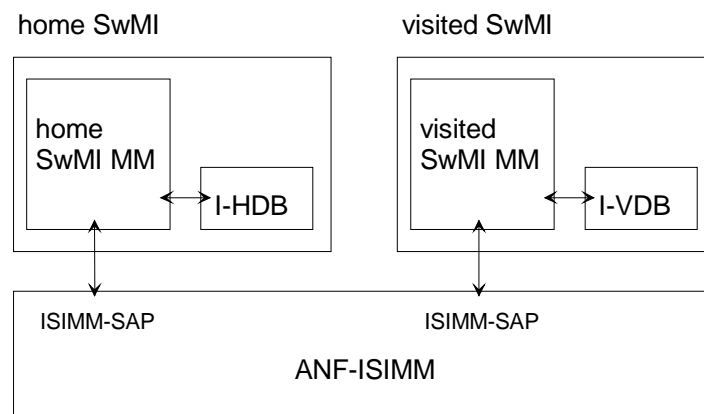 home SwMI
visited SwMI
home
SwMI MM
I-HDB
visited
SwMI MM
I-VDB
ISIMM-SAP
ISIMM-SAP
ANF-ISIMM